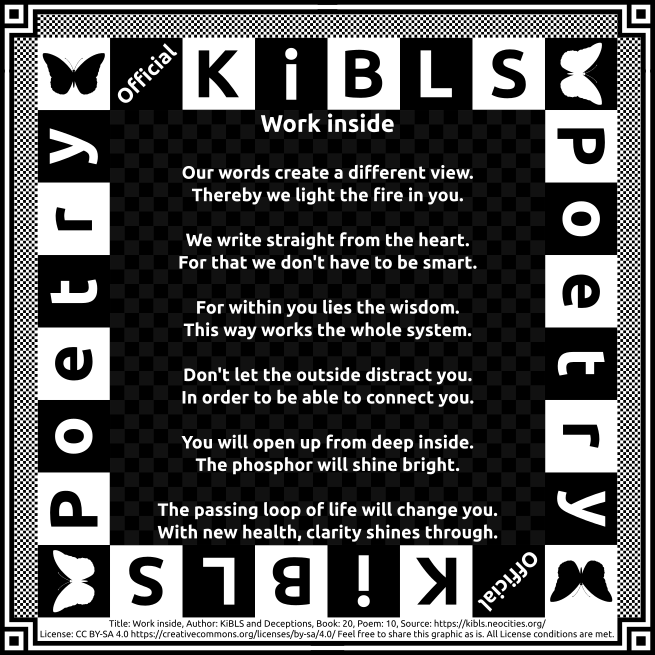 Official KiBLS
Poetry
Poetry
Work inside
Our words create a different view.
Thereby we light the fire in you.
We write straight from the heart.
For that we don't have to be smart.
For within you lies the wisdom.
This way works the whole system.
Don't let the outside distract you.
In order to be able to connect you.
You will open up from deep inside.
The phosphor will shine bright.
The passing loop of life will change you.
With new health, clarity shines through.
Official KiBLS
Title: Work inside, Author: KiBLS and Deceptions, Book: 20, Poem: 10, Source: https://kibls.neocities.org/
License: CC BY-SA 4.0 https://creativecommons.org/licenses/by-sa/4.0/ Feel free to share this graphic as is. All License conditions are met.